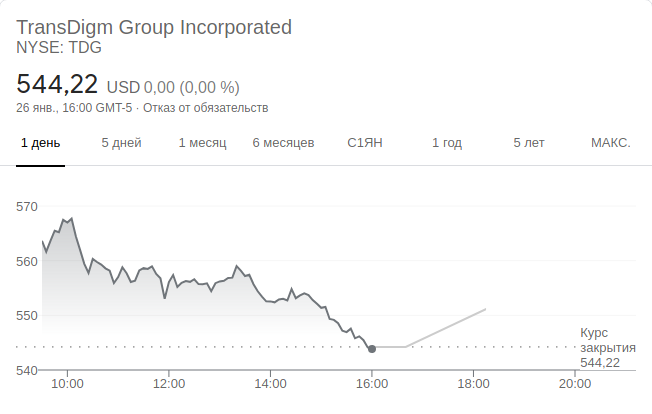 TransDigm Group Incorporated
NYSE: TDG
544,22 USD 0,00 (0,00 %)
26 янв., 16:00 GMT-5 · Отказ от обязательств
1 день 5 дней 1 месяц 6 месяцев С1ЯН 1 год 5 лет МАКС.
570
560
550
540
Курс
закрытия
544,22
10:00 12:00 14:00 16:00 18:00 20:00